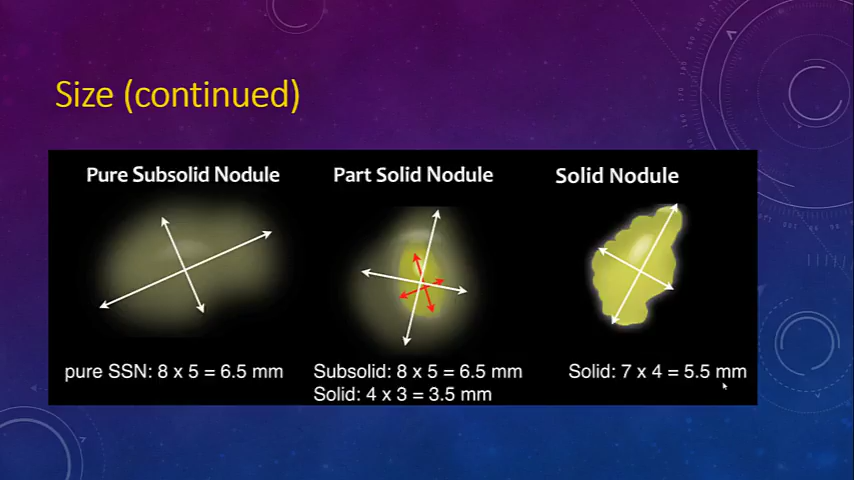 Size (continued)
Pure Subsolid Nodule
Part Solid Nodule
Solid Nodule
pure SSN: 8 x 5 = 6.5 mm
Subsolid: 8 x 5 = 6.5 mm
Solid: 4 x 3 = 3.5 mm
Solid: 7 x 4 = 5.5 mm